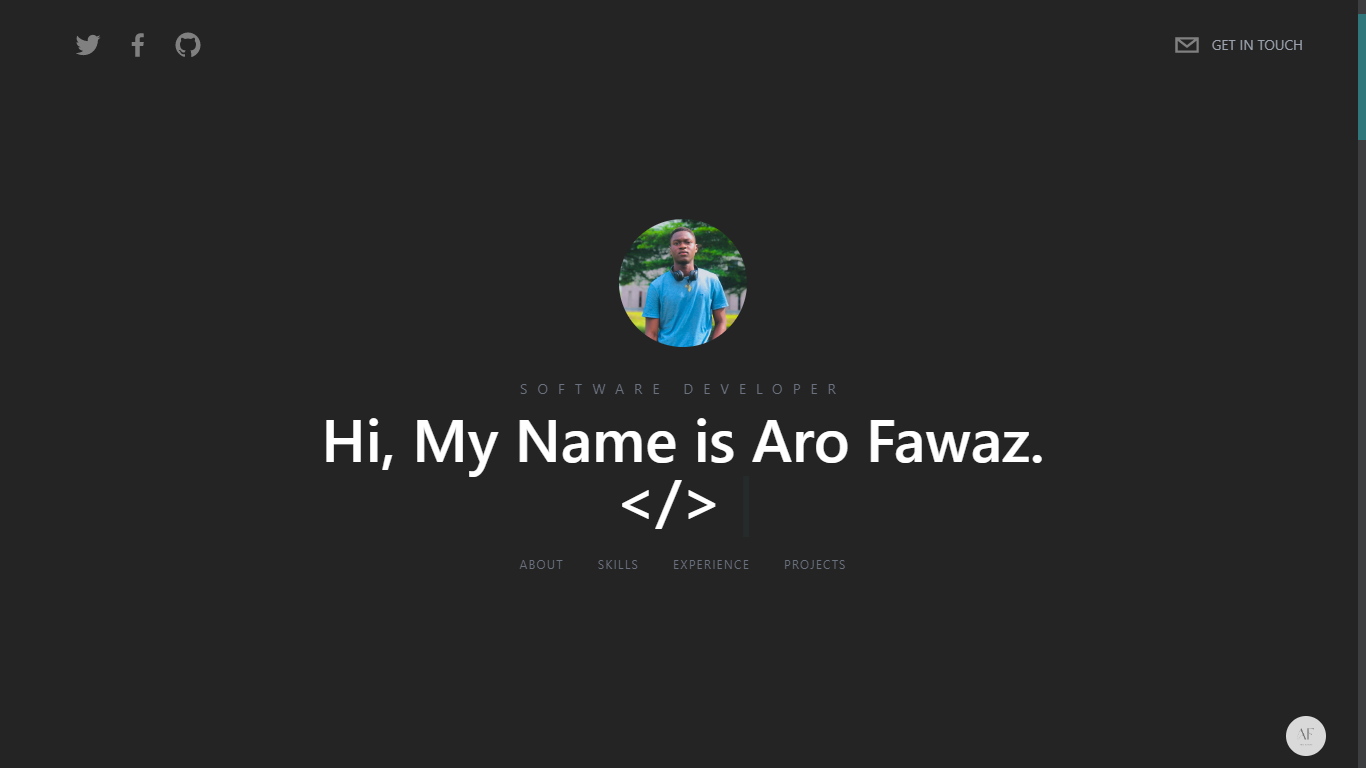 GET IN TOUCH
SOFTWARE DEVELOPER
Hi, My Name is Aro Fawaz.
</>
ABOUT SKILLS EXPERIENCE PROJECTS
AF